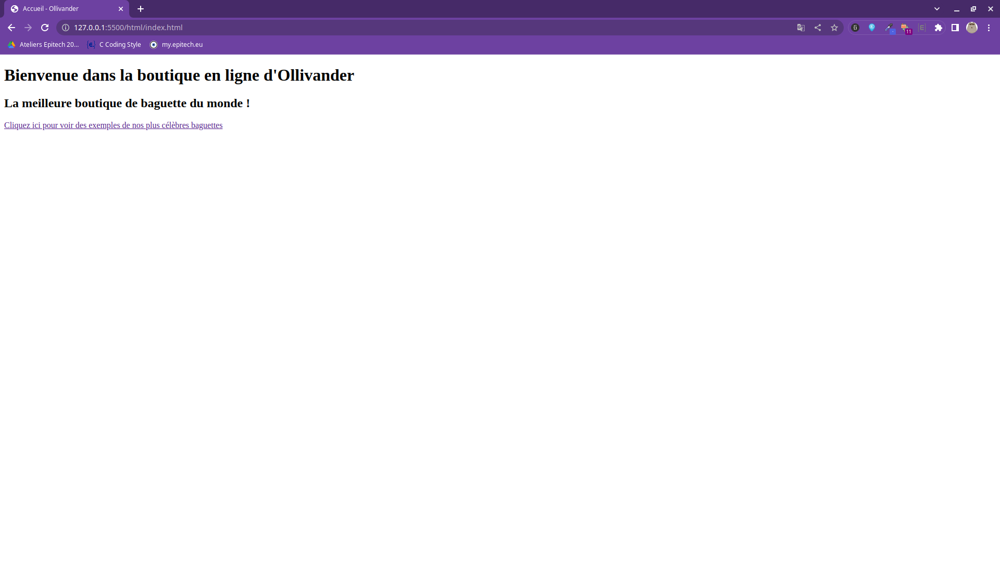 Accueil - Ollivander
127.0.0.1:5500/html/index.html
11
Ateliers Epitech 20...
C Coding Style
my.epitech.eu
Bienvenue dans la boutique en ligne d'Ollivander
La meilleure boutique de baguette du monde !
Cliquez ici pour voir des exemples de nos plus célèbres baguettes